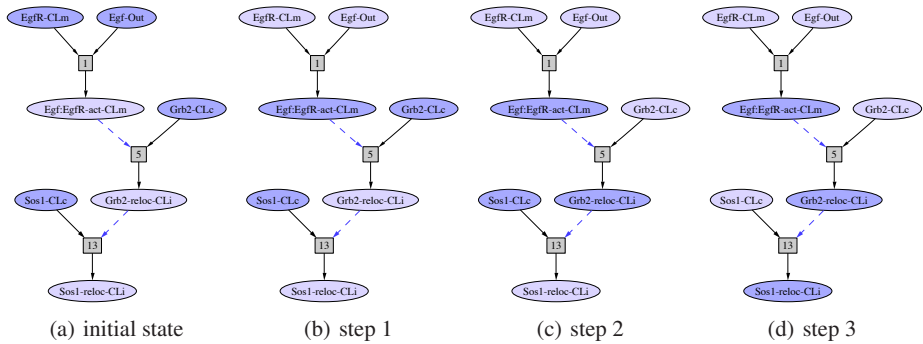 EgfR-CLm Egf-Out
1
Egf:EgfR-act-CLm Grb2-CLc
5
Sos1-CLc Grb2-reloc-CLi
13
Sos1-reloc-CLi
(a) initial state
EgfR-CLm Egf-Out
1
Egf:EgfR-act-CLm Grb2-CLc
5
Sos1-CLc Grb2-reloc-CLi
13
Sos1-reloc-CLi
(b) step 1
EgfR-CLm Egf-Out
1
Egf:EgfR-act-CLm Grb2-CLc
5
Sos1-CLc Grb2-reloc-CLi
13
Sos1-reloc-CLi
(c) step 2
EgfR-CLm Egf-Out
1
Egf:EgfR-act-CLm Grb2-CLc
5
Sos1-CLc Grb2-reloc-CLi
13
Sos1-reloc-CLi
(d) step 3